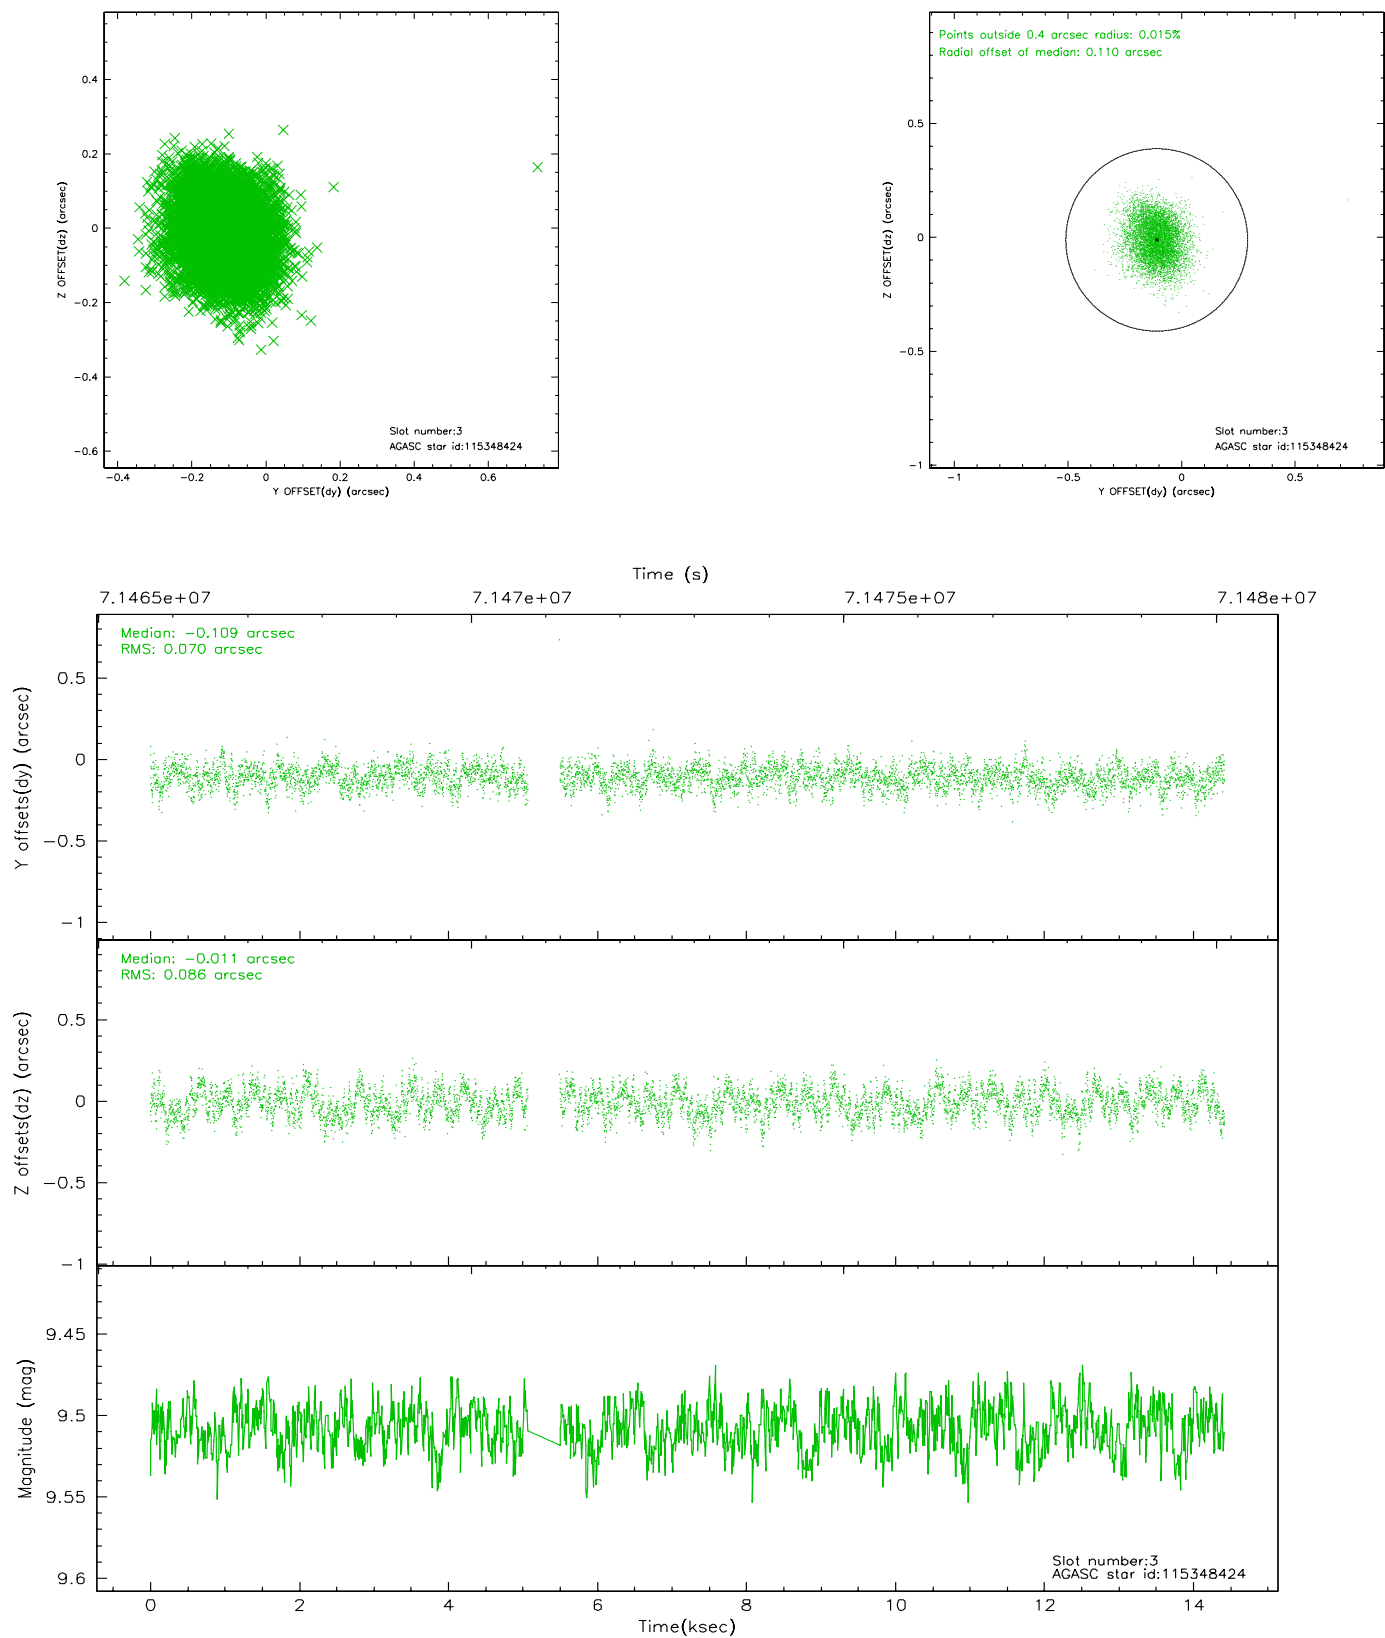 0.4
0.2
0
−0.2
−0.4
−0.6
Z OFFSET(dz) (arcsec)
−0.4 −0.2 0 0.2 0.4 0.6
Y OFFSET(dy) (arcsec)
Slot number:3
AGASC star id:115348424
Points outside 0.4 arcsec radius: 0.015%
Radial offset of median: 0.110 arcsec
0.5
0
−0.5
−1
Z OFFSET(dz) (arcsec)
−1 −0.5 0 0.5
Y OFFSET(dy) (arcsec)
Slot number:3
AGASC star id:115348424
Time (s)
7.1465e+07 7.147e+07 7.1475e+07 7.148e+07
Median: −0.109 arcsec
RMS: 0.070 arcsec
0.5
0
−0.5
−1
Y offsets(dy) (arcsec)
Median: −0.011 arcsec
RMS: 0.086 arcsec
0.5
0
−0.5
−1
Z offsets(dz) (arcsec)
9.45
9.5
9.55
9.6
Magnitude (mag)
Slot number:3
AGASC star id:115348424
0 2 4 6 8 10 12 14
Time(ksec)